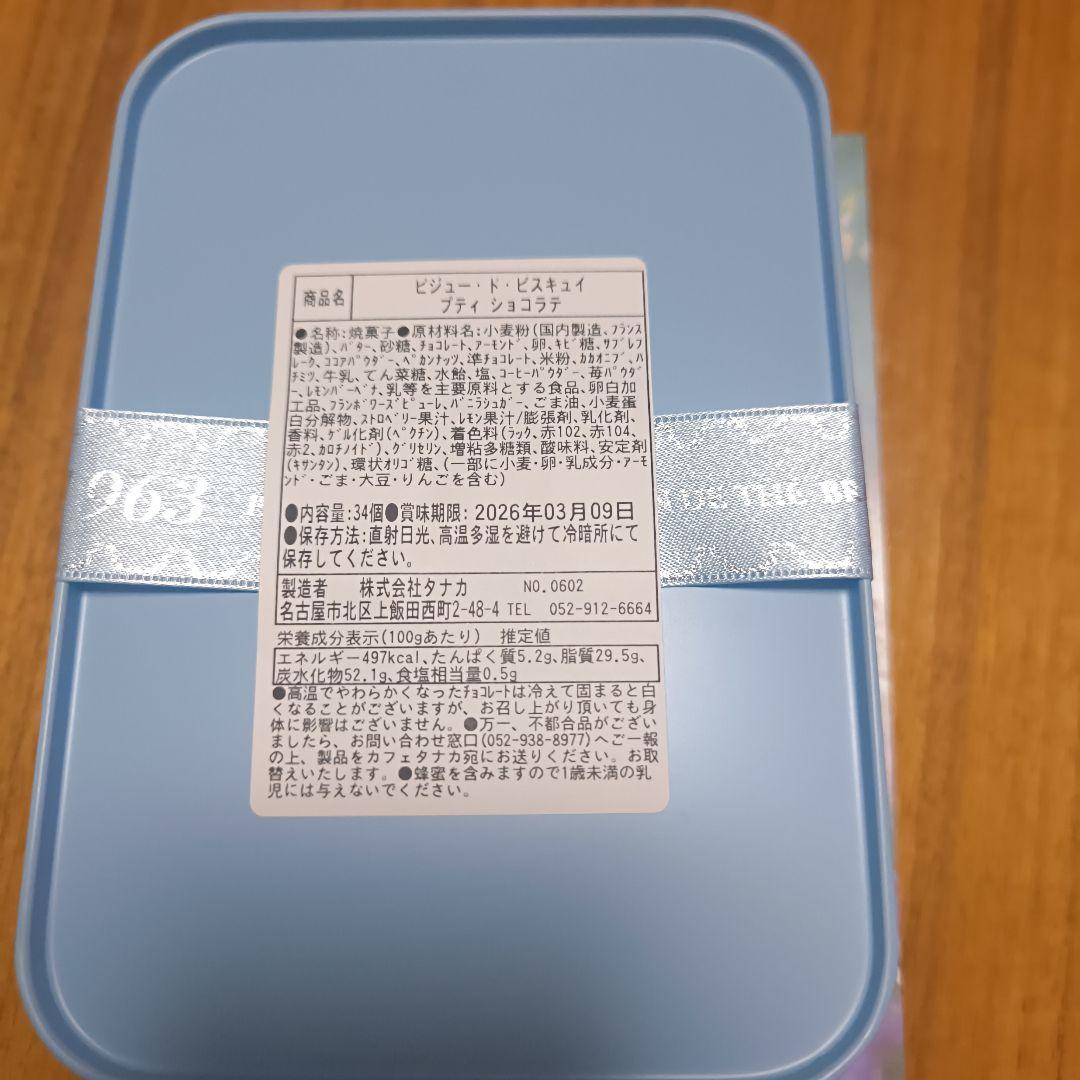 商品名
ビジュー・ド・ビスキュイ
プティ ショコラテ
●名称:焼菓子●原材料名:小麦粉(国内製造、フランス
製造)、バター、砂糖、チョコレート、アーモンド、卵、キビ糖、サブレフ
レーク、ココアパウダー、ペカンナッツ、準チョコレート、米粉、カカオニブ、ハ
チミツ、牛乳、てん菜糖、水飴、塩、コーヒーパウダー、苺パウダ
ー、レモンバーベナ、乳等を主要原料とする食品、卵白加
工品、フランボワーズピューレ、バニラシュガー、ごま油、小麦蛋
白分解物、ストロベリー果汁、レモン果汁/膨張剤、乳化剤、
香料、ゲル化剤(ペクチン)、着色料(ラック、赤102、赤104、
赤2、カロチノイド)、グリセリン、増粘多糖類、酸味料、安定剤
(キサンタン)、環状オリゴ糖、(一部に小麦・卵・乳成分・アーモ
ンド・ごま・大豆・りんごを含む)
●内容量:34個●賞味期限: 2026年03月09日
●保存方法:直射日光、高温多湿を避けて冷暗所にて
保存してください。
製造者 株式会社タナカ NO.0602
名古屋市北区上飯田西町2-48-4 TEL 052-912-6664
栄養成分表示(100gあたり) 推定値
エネルギー497kcal、たんぱく質5.2g、脂質29.5g、
炭水化物52.1g、食塩相当量0.5g
●高温でやわらかくなったチョコレートは冷えて固まると白
くなることがございますが、お召し上がり頂いても身
体に影響はございません。●万一、不都合品がござい
ましたら、お問い合わせ窓口(052-938-8977)へご一報
の上、製品をカフェタナカ宛にお送りください。お取
替えいたします。●蜂蜜を含みますので1歳未満の乳
児には与えないでください。
963
THE